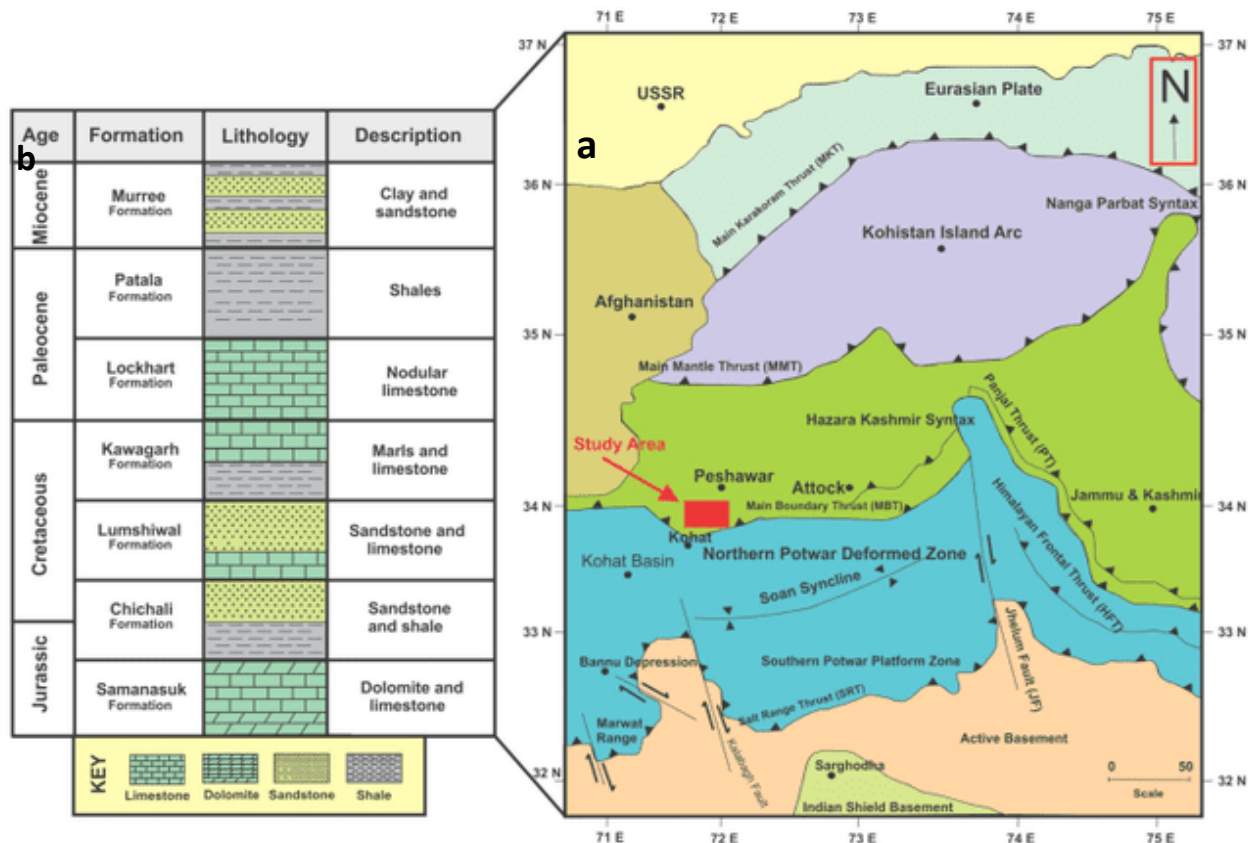 Age
Formation
Lithology
Description
b
Miocene
Murree
Formation
Clay and
sandstone
Paleocene
Patala
Formation
Shales
Lockhart
Formation
Nodular
limestone
Cretaceous
Kawagarh
Formation
Marls and
limestone
Lumshiwal
Formation
Sandstone and
limestone
Chichali
Formation
Sandstone
and shale
Jurassic
Samanasuk
Formation
Dolomite and
limestone
KEY
Limestone
Dolomite
Sandstone
Shale
71 E
72 E
73 E
74 E
75 E
37 N
37 N
a
N
USSR
Eurasian Plate
Main Karakoram Thrust (MKT)
36 N
36 N
Nanga Parbat Syntax
Kohistan Island Arc
Afghanistan
35 N
35 N
Main Mantle Thrust (MMT)
Panjal Thrust (PT)
Hazara Kashmir Syntax
Study Area
Peshawar
Attock
Jammu & Kashmir
34 N
34 N
Main Boundary Thrust (MBT)
Himalayan Frontal Thrust (HFT)
Kohat
Kohat Basin
Northern Potwar Deformed Zone
Soan Syncline
33 N
33 N
Jhelum Fault (JF)
Bannu Depression
Southern Potwar Platform Zone
Salt Range Thrust (SRT)
Marwat
Range
Kalabagh Fault
Active Basement
32 N
32 N
Sarghodha
0 50
Scale
Indian Shield Basement
71 E
72 E
73 E
74 E
75 E